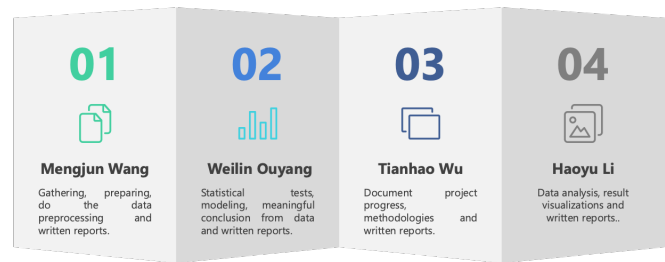 01
Mengjun Wang
Gathering, preparing,
do the data
preprocessing and
written reports.
02
Weilin Ouyang
Statistical tests,
modeling, meaningful
conclusion from data
and written reports.
03
Tianhao Wu
Document project
progress,
methodologies and
written reports.
04
Haoyu Li
Data analysis, result
visualizations and
written reports..